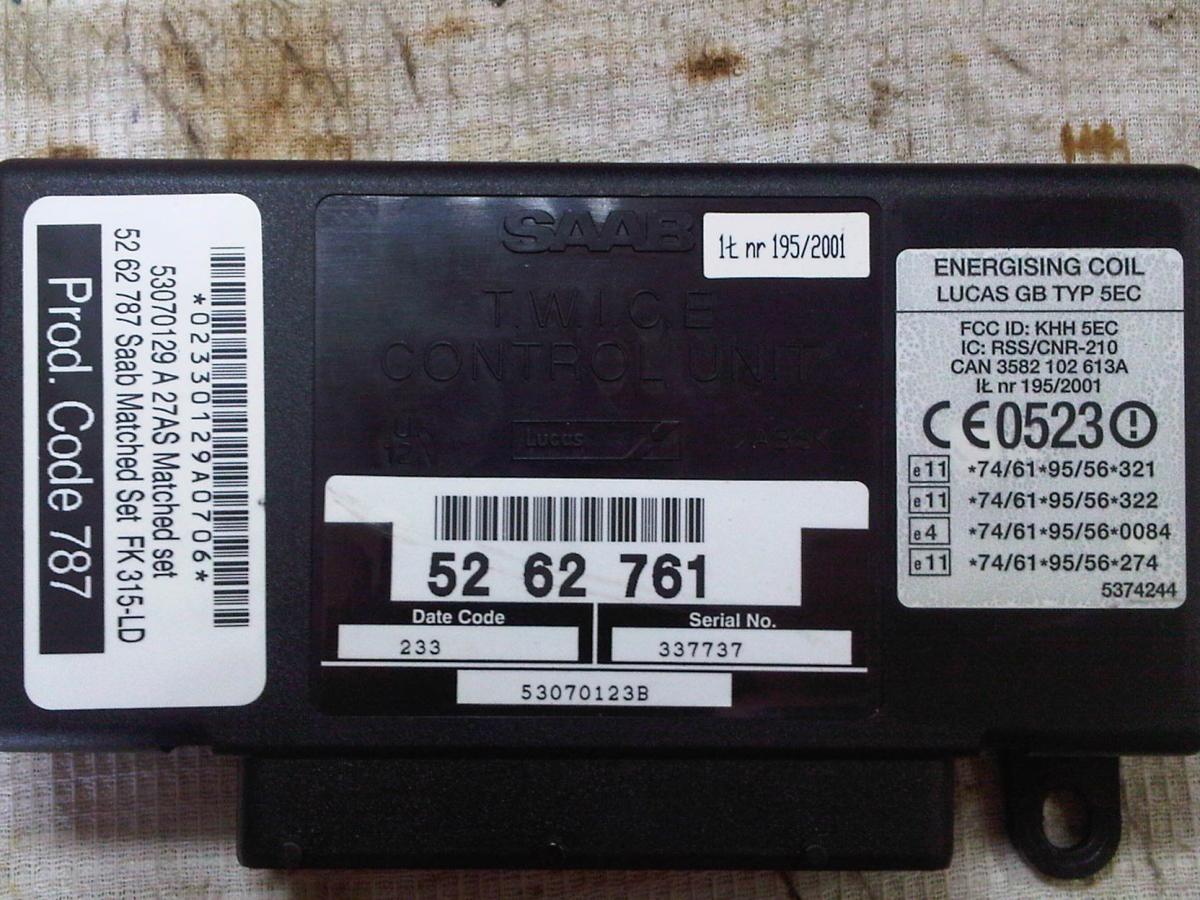 Prod. Code 787
52 62 787 Saab Matched Set FK 315-LD
53070129 A 27AS Matched set
*02330129A0706*
SAAB
1Ł nr 195/2001
T.W.I.C.E
CONTROL UNIT
12V
Lucas
52 62 761
Date Code
Serial No.
233
337737
53070123B
ENERGISING COIL
LUCAS GB TYP 5EC
FCC ID: KHH 5EC
IC: RSS/CNR-210
CAN 3582 102 613A
IŁ nr 195/2001
CE0523
e11 *74/61*95/56*321
e11 *74/61*95/56*322
e4 *74/61*95/56*0084
e11 *74/61*95/56*274
5374244